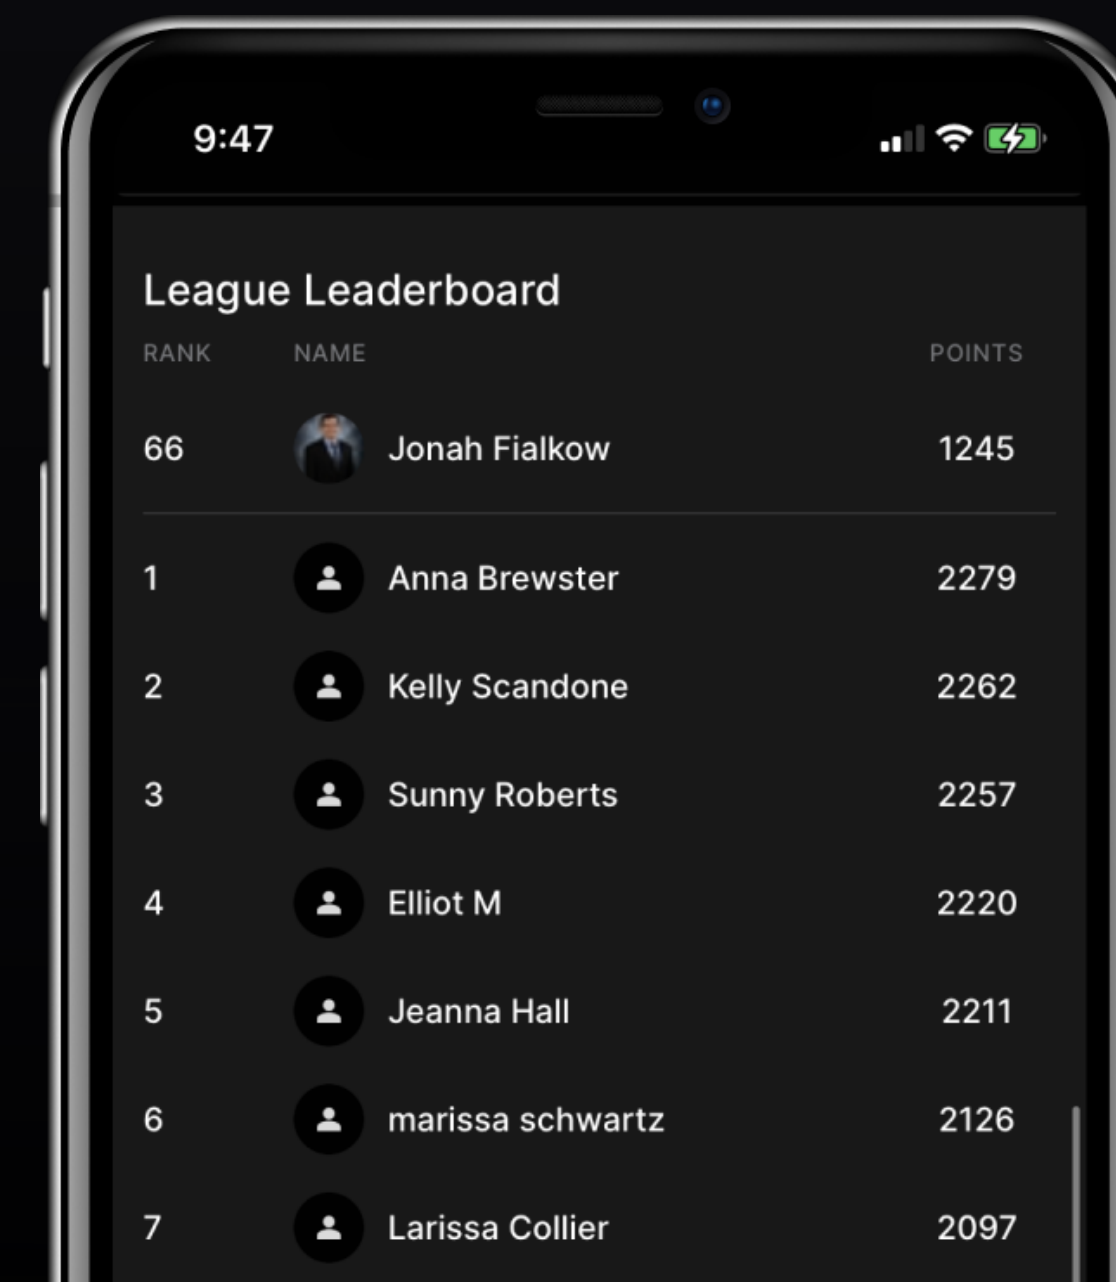 9:47
League Leaderboard
RANK NAME POINTS
66 Jonah Fialkow 1245
1 Anna Brewster 2279
2 Kelly Scandone 2262
3 Sunny Roberts 2257
4 Elliot M 2220
5 Jeanna Hall 2211
6 marissa schwartz 2126
7 Larissa Collier 2097